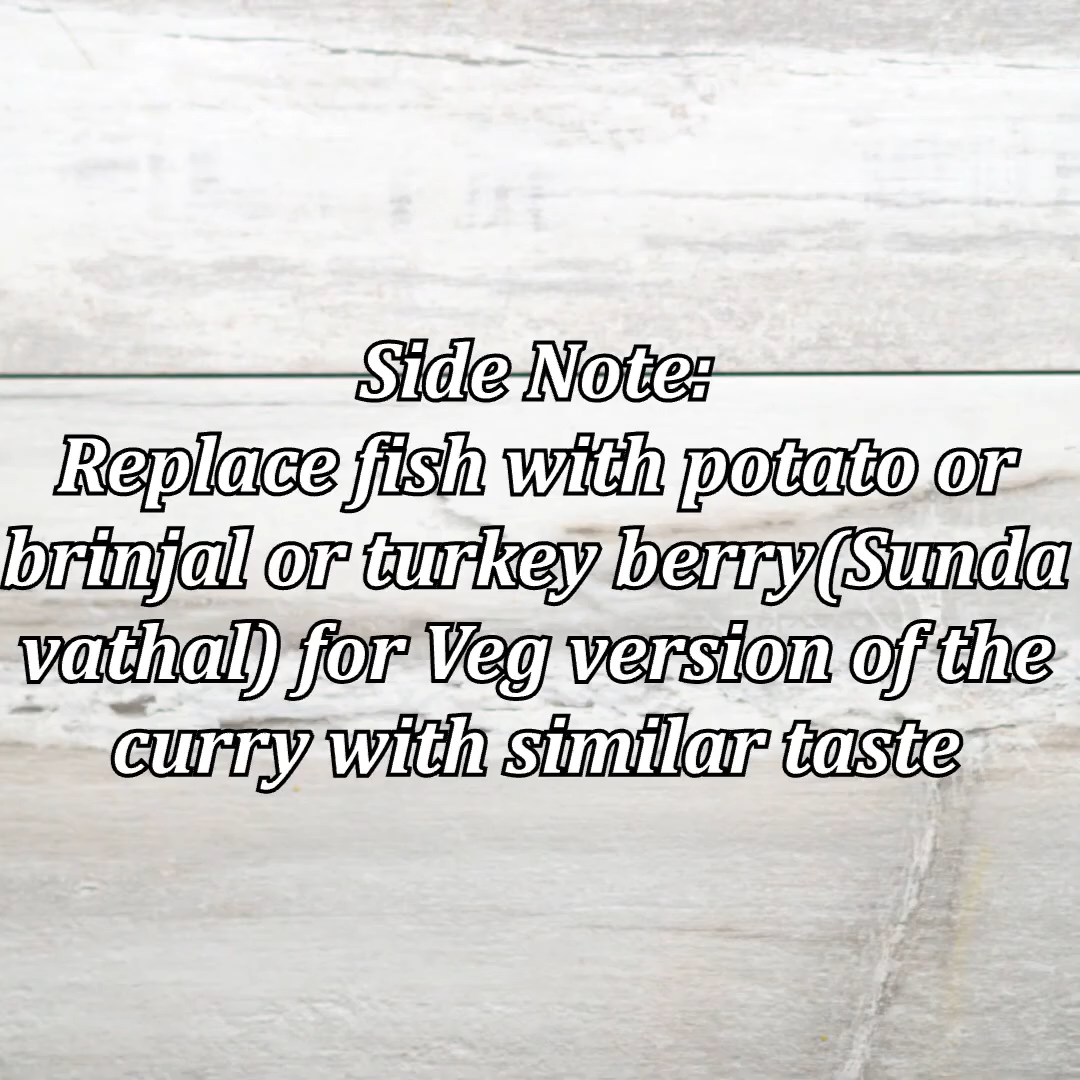 Side Note:
Replace fish with potato or
brinjal or turkey berry(Sunda
vathal) for Veg version of the
curry with similar taste